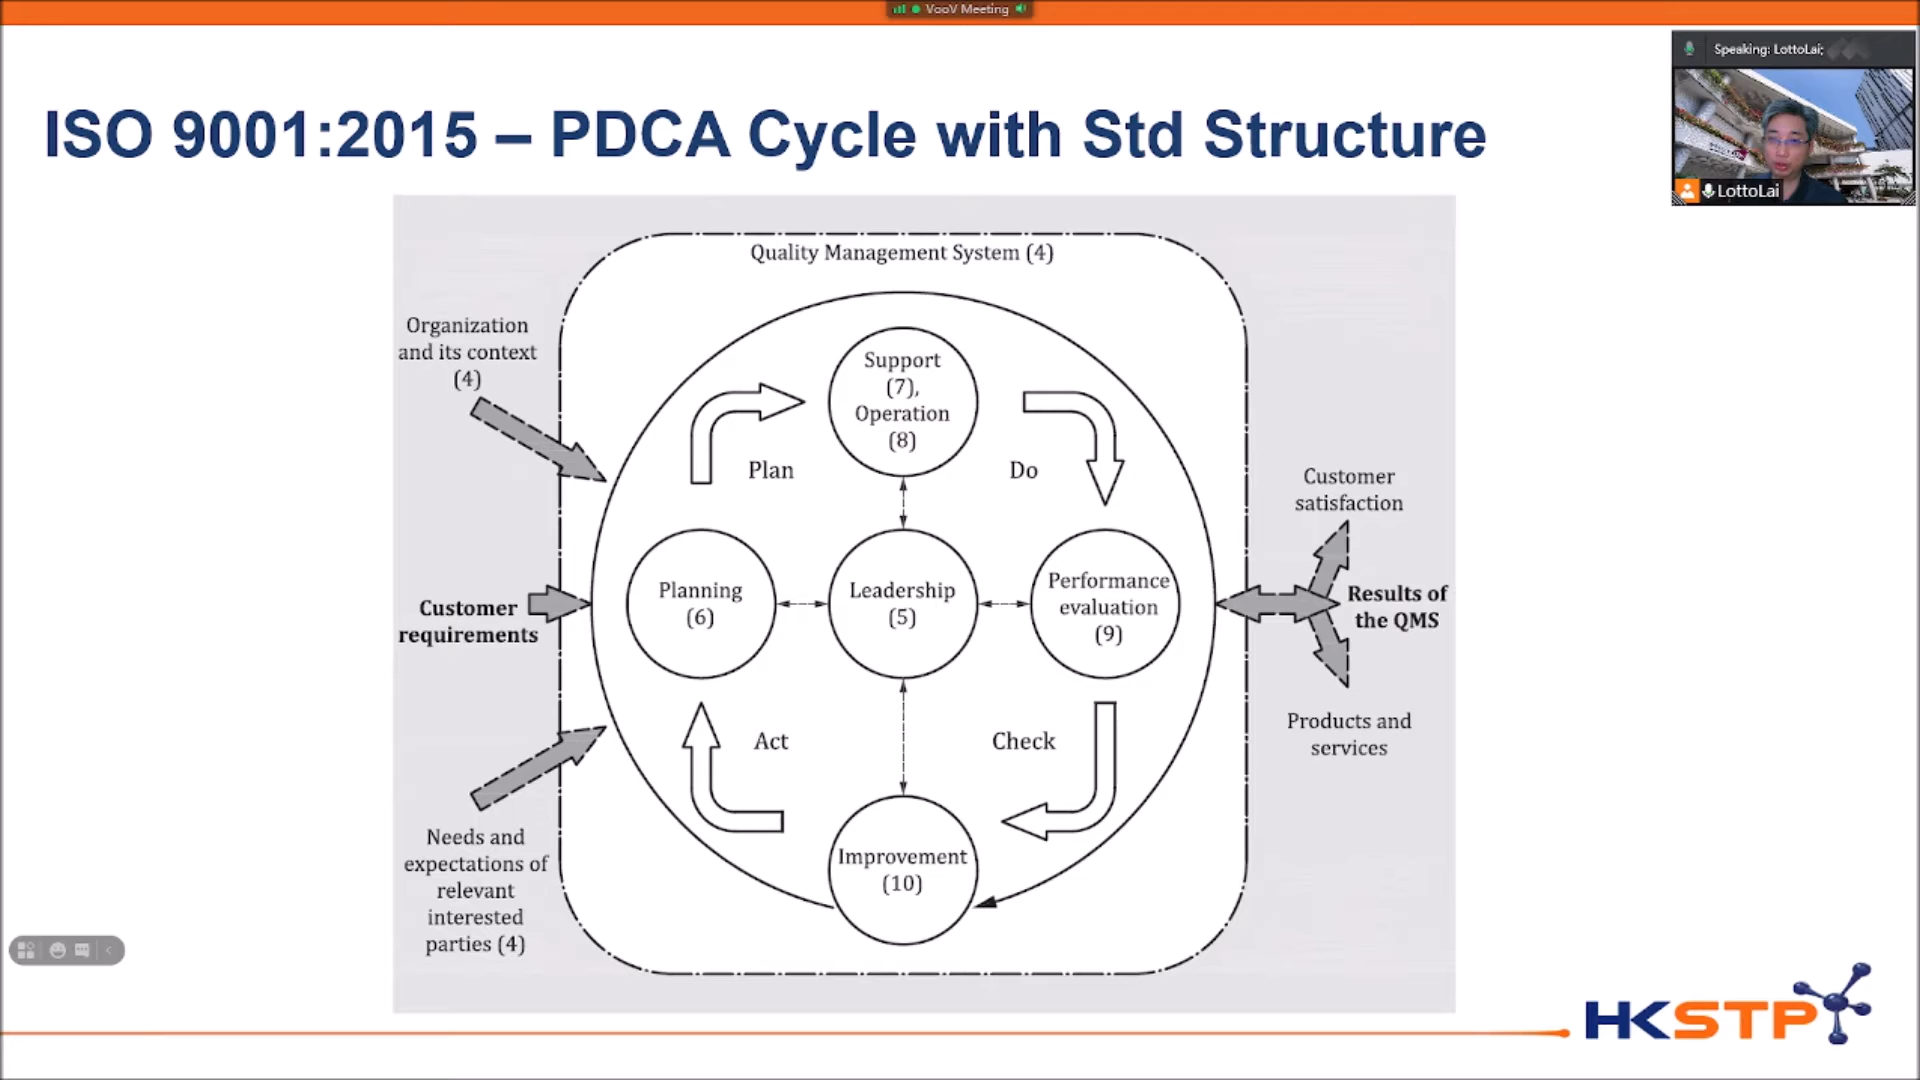 VooV Meeting
Speaking: LottoLai;
LottoLai
ISO 9001:2015 – PDCA Cycle with Std Structure
Quality Management System (4)
Organization
and its context
(4)
Support
(7),
Operation
(8)
Plan
Do
Customer
satisfaction
Planning
(6)
Leadership
(5)
Performance
evaluation
(9)
Customer
requirements
Results of
the QMS
Act
Check
Products and
services
Improvement
(10)
Needs and
expectations of
relevant
interested
parties (4)
HKSTP